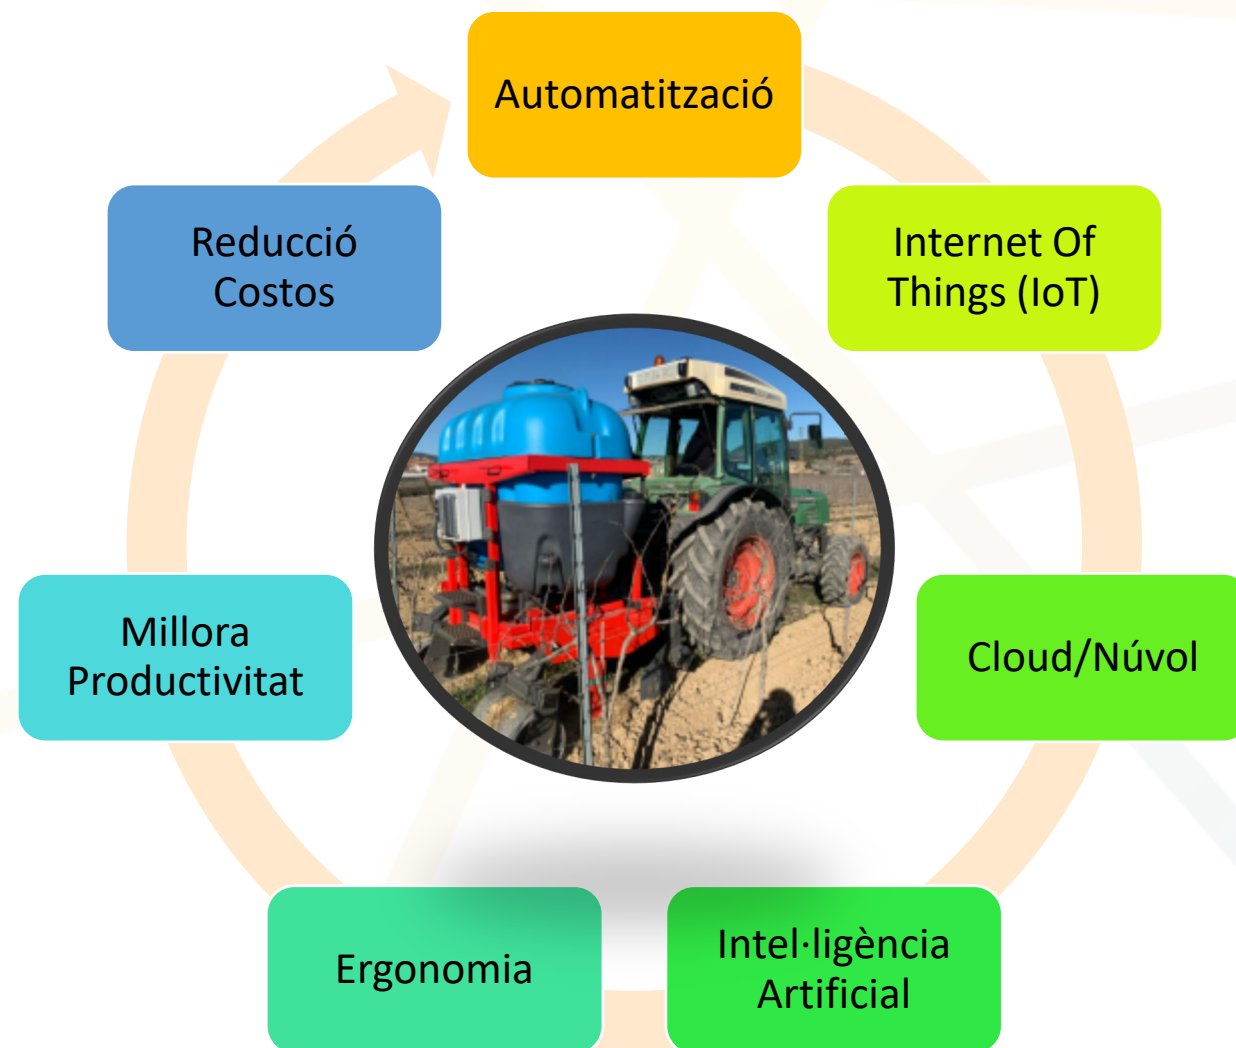 Automatització
Internet Of
Things (IoT)
Cloud/Núvol
Intel·ligència
Artificial
Ergonomia
Millora
Productivitat
Reducció
Costos